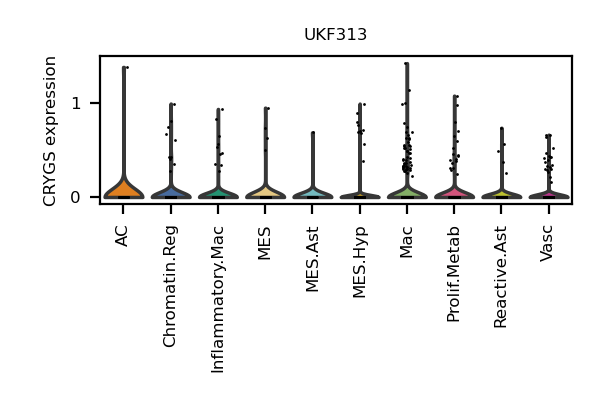 UKF313
CRYGS expression
1
0
AC
Chromatin.Reg
Inflammatory.Mac
MES
MES.Ast
MES.Hyp
Mac
Prolif.Metab
Reactive.Ast
Vasc